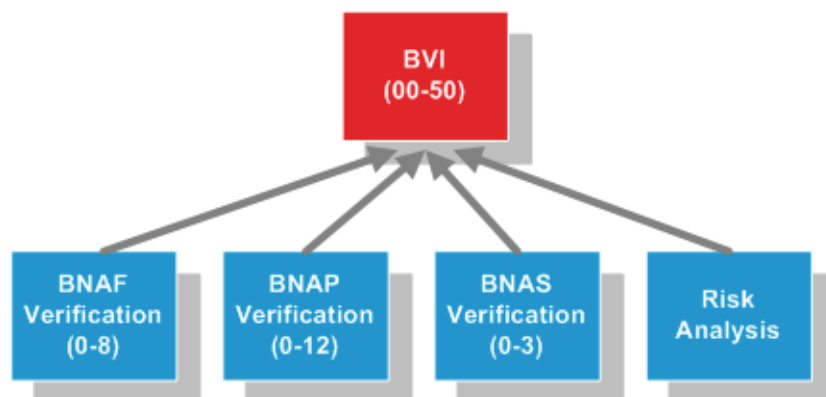 BVI
(00-50)
BNAF
Verification
(0-8)
BNAP
Verification
(0-12)
BNAS
Verification
(0-3)
Risk
Analysis